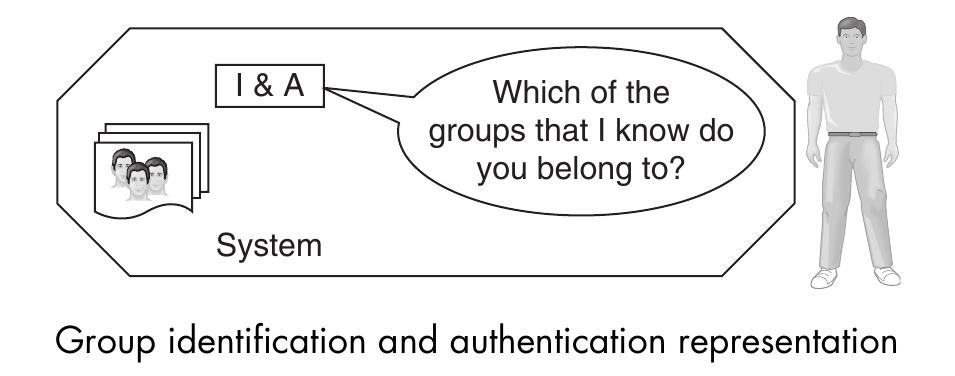 I & A
Which of the
groups that I know do
you belong to?
System
Group identification and authentication representation